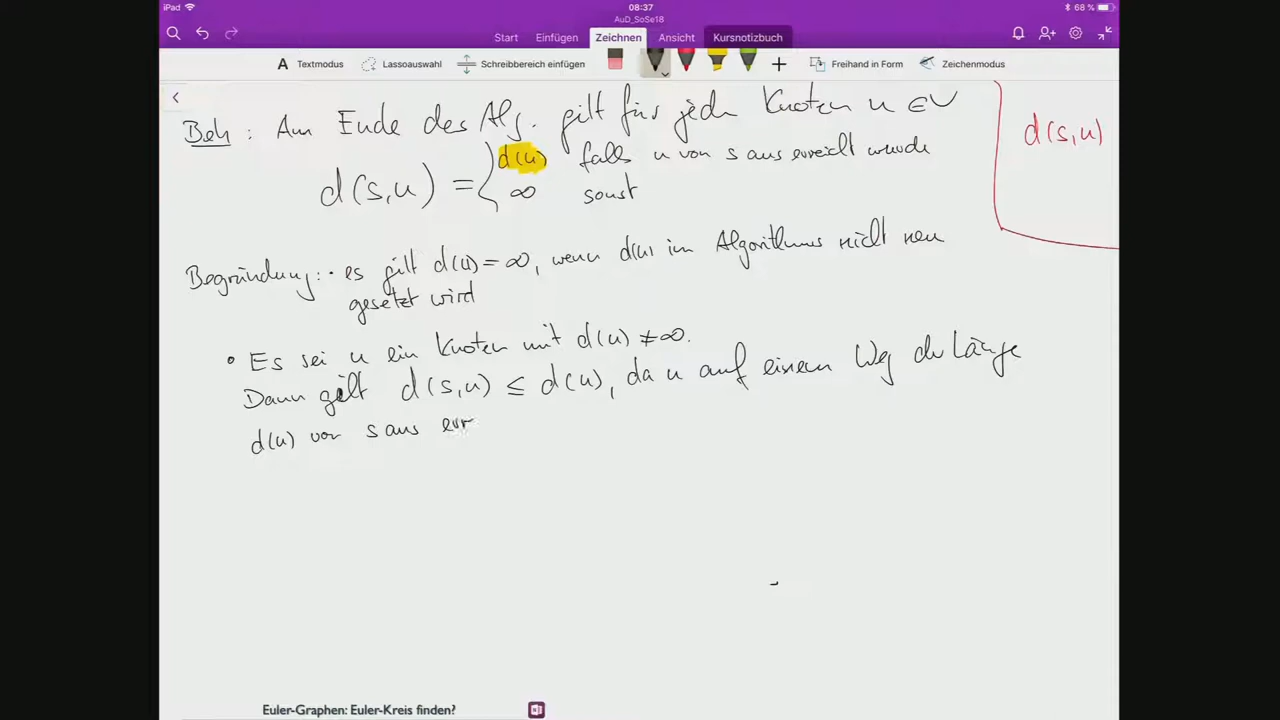 iPad
08:37
68 %
AuD_SoSe18
Start Einfügen Zeichnen Ansicht Kursnotizbuch
A Textmodus Lassoauswahl Schreibbereich einfügen Freihand in Form Zeichenmodus
Beh: Am Ende des Alg. gilt für jeden Knoten u ∈ V
d(s,u) = { d(u) falls u von s aus erreicht wurde
∞ sonst
d(s,u)
Begründung: · es gilt d(u) = ∞, wenn d(u) im Algorithmus nicht neu
gesetzt wird
• Es sei u ein Knoten mit d(u) ≠ ∞.
Dann gilt d(s,u) ≤ d(u), da u auf einem Weg der Länge
d(u) von s aus err
Euler-Graphen: Euler-Kreis finden?